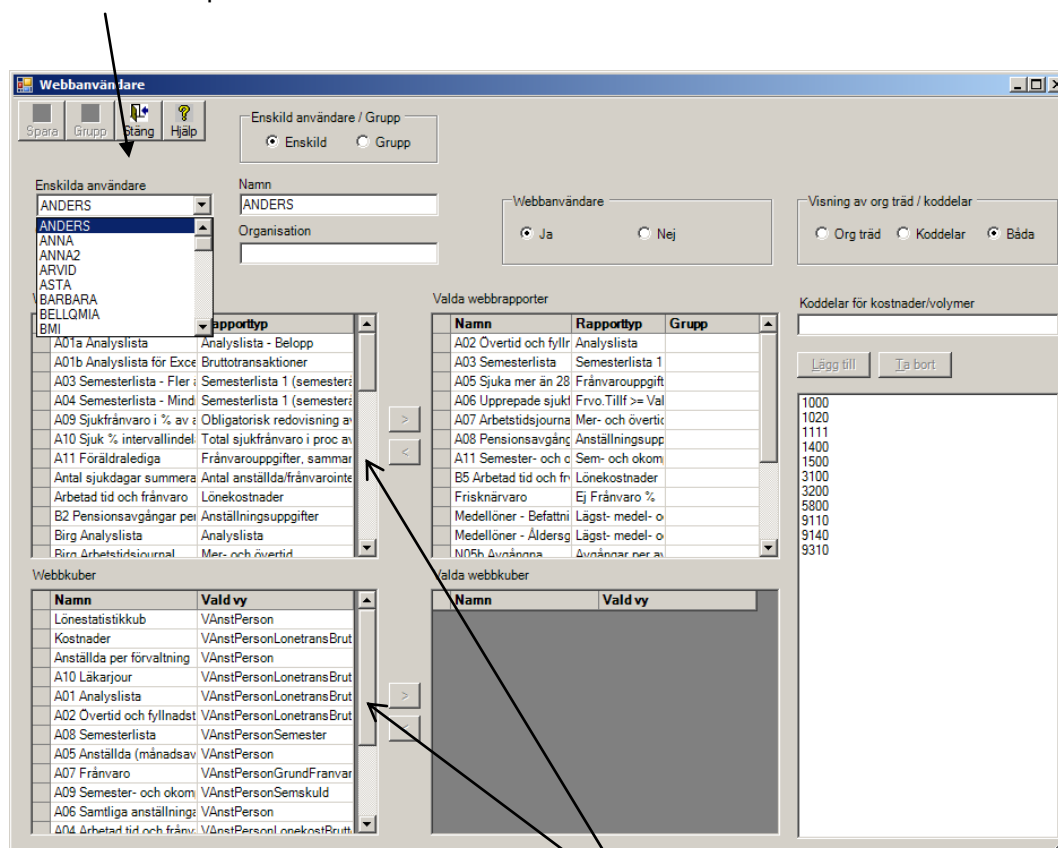 Webbanvändare
Spara Grupp Stäng Hjälp
Enskild användare / Grupp
Enskild Grupp
Enskilda användare
ANDERS
Namn
ANDERS
Organisation
Webbanvändare
Ja Nej
Visning av org träd / koddelar
Org träd Koddelar Båda
ANDERS
ANNA
ANNA2
ARVID
ASTA
BARBARA
BELLQMIA
BMI
Rapporttyp
A01a Analyslista Analyslista - Belopp
A01b Analyslista för Exce Bruttotransaktioner
A03 Semesterlista - Fler Semesterlista 1 (semester
A04 Semesterlista - Mind Semesterlista 1 (semester
A09 Sjukfrånvaro i % av Obligatorisk redovisning av
A10 Sjuk % intervallindel Total sjukfrånvaro i proc av
A11 Föräldralediga Frånvarouppgifter, sammar
Antal sjukdagar summera Antal anställda/frånvarointe
Arbetad tid och frånvaro Lönekostnader
B2 Pensionsavgångar per Anställningsuppgifter
Birg Analyslista Analyslista
Birg Arbetstidsjournal Mer- och övertid
> <
Valda webbrapporter
Namn Rapporttyp Grupp
A02 Övertid och fyllr Analyslista
A03 Semesterlista Semesterlista 1
A05 Sjuka mer än 28 Frånvarouppgift
A06 Upprepade sjukf Frvo.Tillf >= Val
A07 Arbetstidsjourna Mer- och övertic
A08 Pensionsavgång Anställningsupp
A11 Semester- och o Sem- och okom
B5 Arbetad tid och frv Lönekostnader
Frisknärvaro Ej Frånvaro %
Medellöner - Befattni Lägst- medel- o
Medellöner - Åldersg Lägst- medel- o
N05b Avgångna Avgångar per a
Koddelar för kostnader/volymer
Lägg till Ta bort
1000
1020
1111
1400
1500
3100
3200
5800
9110
9140
9310
Webbkuber
Namn Vald vy
Lönestatistikkub VAnstPerson
Kostnader VAnstPersonLonetransBrut
Anställda per förvaltning VAnstPerson
A10 Läkarjour VAnstPersonLonetransBrut
A01 Analyslista VAnstPersonLonetransBrut
A02 Övertid och fyllnadst VAnstPersonLonetransBrut
A08 Semesterlista VAnstPersonSemester
A05 Anställda (månadsav VAnstPerson
A07 Frånvaro VAnstPersonGrundFranvar
A09 Semester- och okom VAnstPersonSemskuld
A06 Samtliga anställninga VAnstPerson
A04 Arbetad tid och frånv VAnstPersonLonekostBrutt
> <
Valda webbkuber
Namn Vald vy